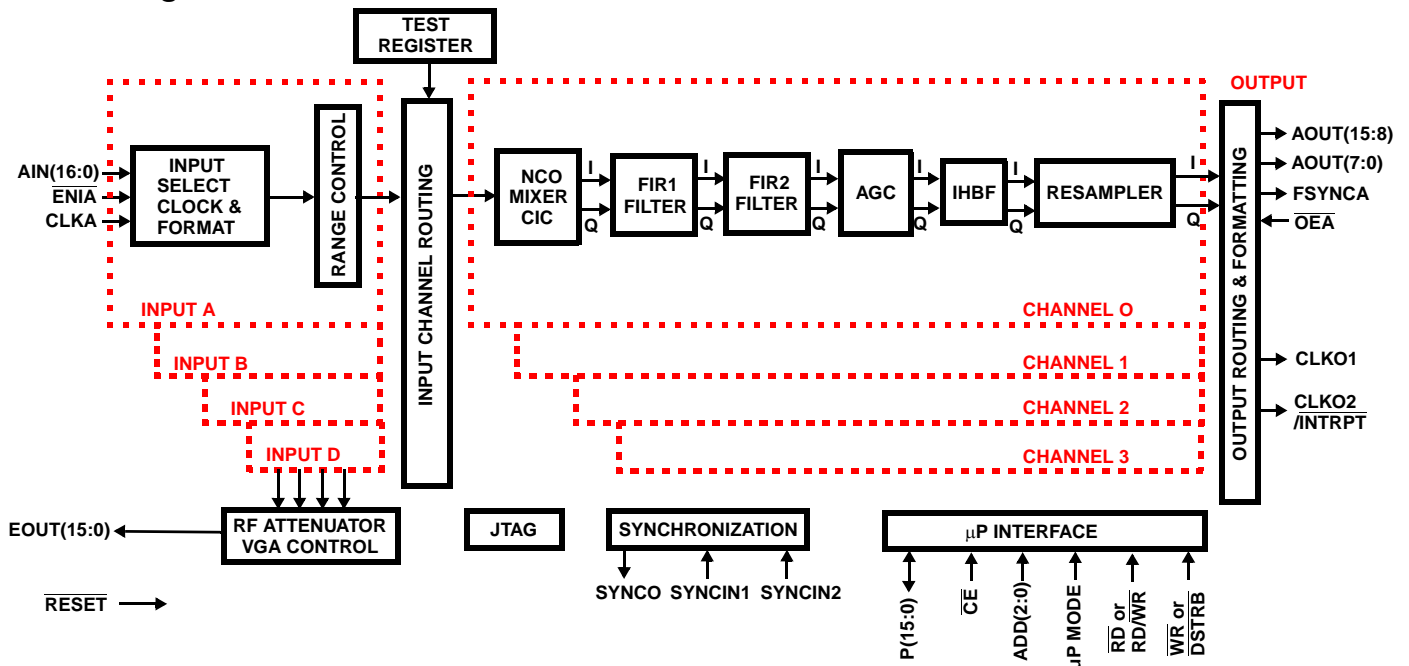 TEST
REGISTER
OUTPUT
AIN(16:0)
ENIA
CLKA
INPUT
SELECT
CLOCK &
FORMAT
RANGE CONTROL
INPUT CHANNEL ROUTING
NCO
MIXER
CIC
I
Q
FIR1
FILTER
I
Q
FIR2
FILTER
I
Q
AGC
I
Q
IHBF
I
Q
RESAMPLER
I
Q
OUTPUT ROUTING & FORMATTING
AOUT(15:8)
AOUT(7:0)
FSYNCA
OEA
CLKO1
CLKO2
/INTRPT
INPUT A
INPUT B
INPUT C
INPUT D
CHANNEL O
CHANNEL 1
CHANNEL 2
CHANNEL 3
EOUT(15:0)
RF ATTENUATOR
VGA CONTROL
JTAG
SYNCHRONIZATION
SYNCO SYNCIN1 SYNCIN2
μP INTERFACE
P(15:0)
CE
ADD(2:0)
μP MODE
RD or
RD/WR
WR or
DSTRB
RESET